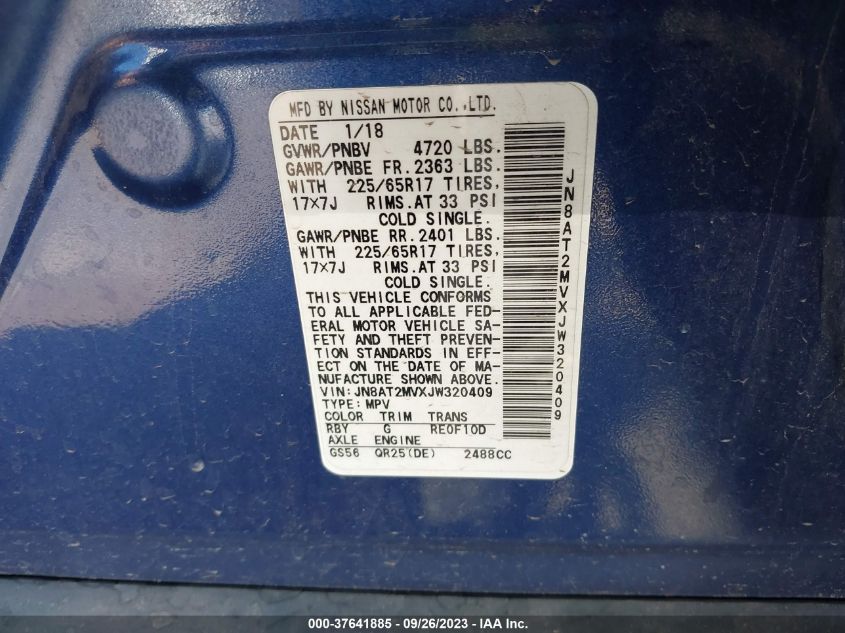 MFD BY NISSAN MOTOR CO.,LTD.
DATE 1/18
GVWR/PNBV 4720 LBS.
GAWR/PNBE FR. 2363 LBS.
WITH 225/65R17 TIRES,
17×7J RIMS.AT 33 PSI
COLD SINGLE.
GAWR/PNBE RR. 2401 LBS.
WITH 225/65R17 TIRES,
17×7J RIMS.AT 33 PSI
COLD SINGLE.
THIS VEHICLE CONFORMS
TO ALL APPLICABLE FED-
ERAL MOTOR VEHICLE SA-
FETY AND THEFT PREVEN-
TION STANDARDS IN EFF-
ECT ON THE DATE OF MA-
NUFACTURE SHOWN ABOVE.
VIN: JN8AT2MVXJW320409
TYPE: MPV
COLOR TRIM TRANS
RBY G RE0F10D
AXLE ENGINE
GS56 QR25(DE) 2488CC
JN8AT2MVXJW320409
000-37641885 - 09/26/2023 - IAA Inc.